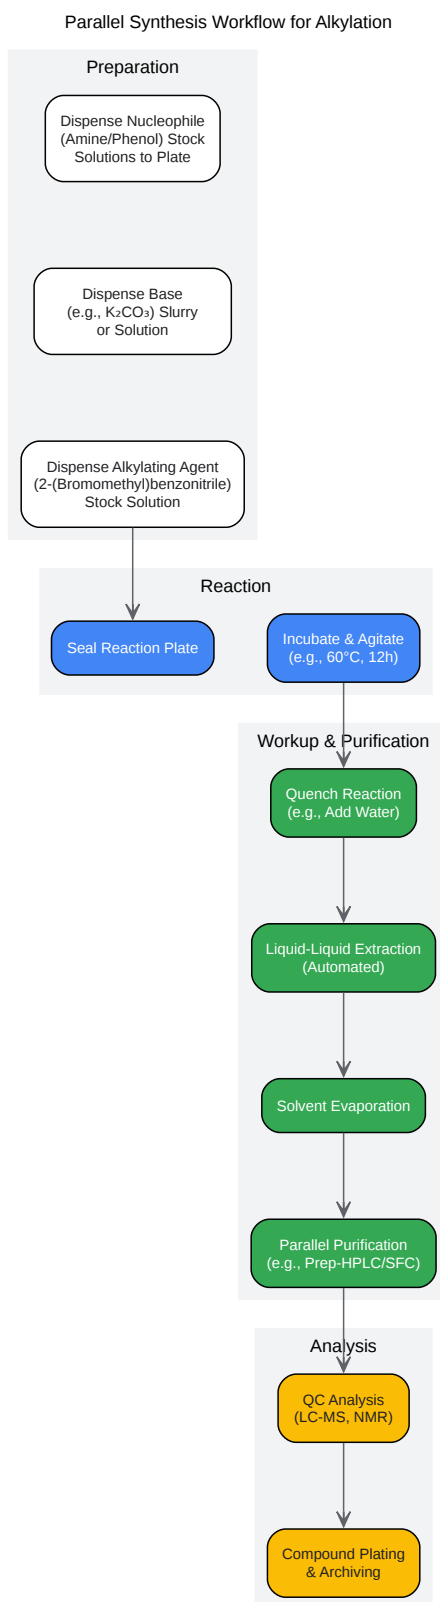 Parallel Synthesis Workflow for Alkylation
Preparation
Dispense Nucleophile
(Amine/Phenol) Stock
Solutions to Plate
Dispense Base
(e.g., K₂CO₃) Slurry
or Solution
Dispense Alkylating Agent
(2-(Bromomethyl)benzonitrile)
Stock Solution
Reaction
Seal Reaction Plate
Incubate & Agitate
(e.g., 60°C, 12h)
Workup & Purification
Quench Reaction
(e.g., Add Water)
Liquid-Liquid Extraction
(Automated)
Solvent Evaporation
Parallel Purification
(e.g., Prep-HPLC/SFC)
Analysis
QC Analysis
(LC-MS, NMR)
Compound Plating
& Archiving